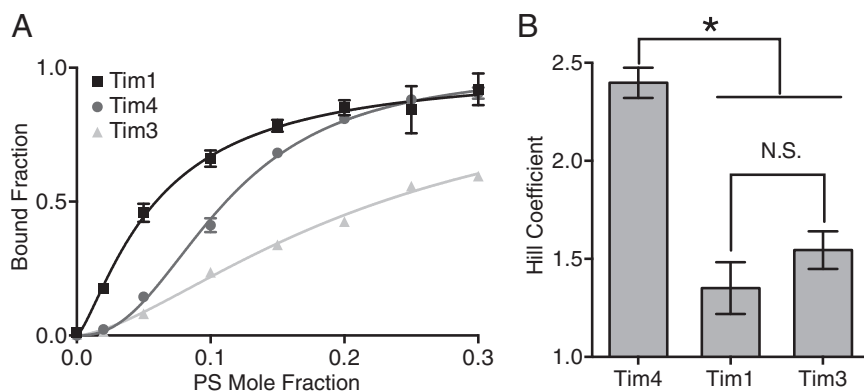 A
1.0
0.5
0.0
Bound Fraction
Tim1
Tim4
Tim3
0.0 0.1 0.2 0.3
PS Mole Fraction
B
2.5
2.0
1.5
1.0
Hill Coefficient
*
N.S.
Tim4 Tim1 Tim3